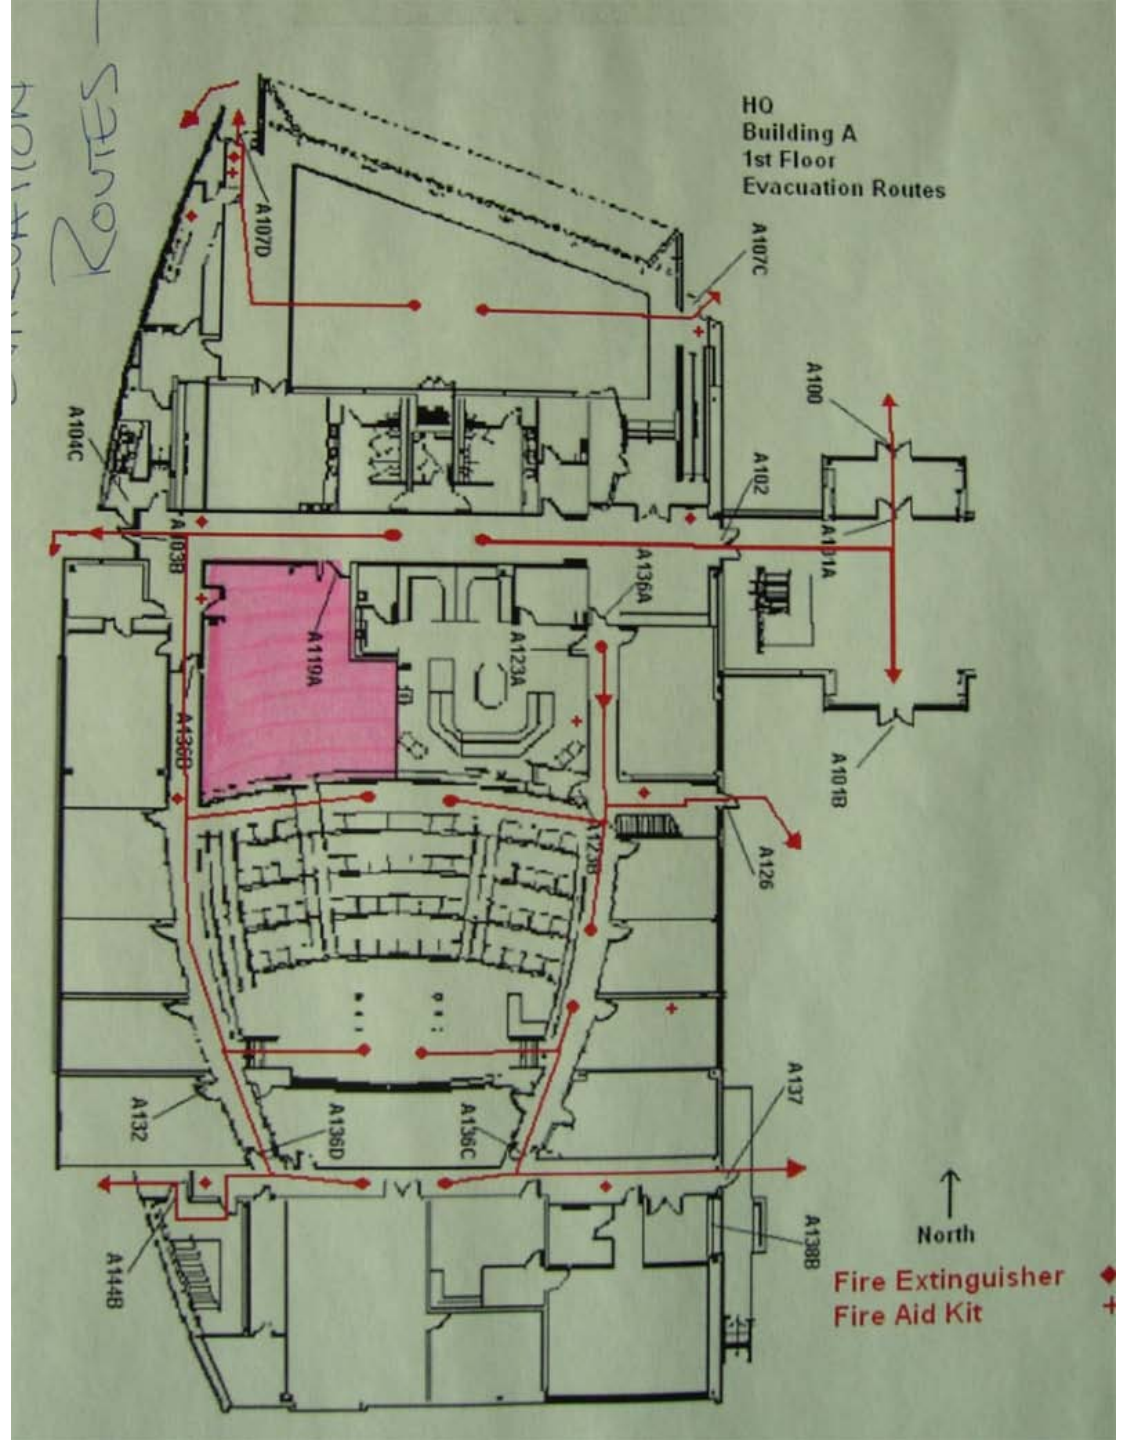 ROUTES —
HQ
Building A
1st Floor
Evacuation Routes
A107D
A107C
A100
A104C
A102
A103B
A101A
A136A
A119A
A123A
A136D
A101B
A123B
A126
A137
A132
A136D
A136C
A138B
A144B
North
Fire Extinguisher
Fire Aid Kit